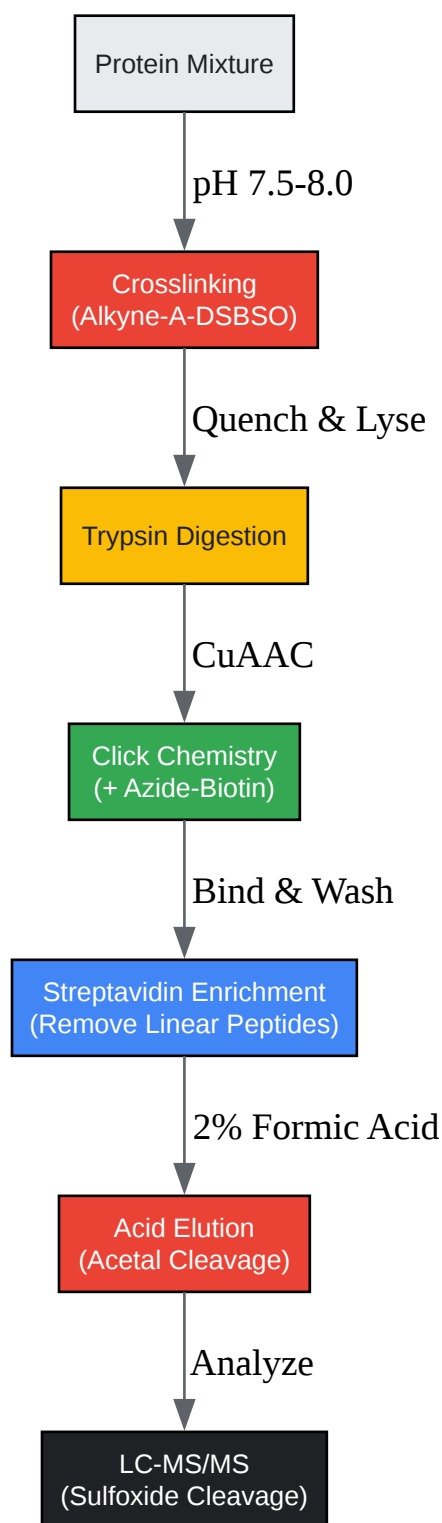 Protein Mixture
pH 7.5-8.0
Crosslinking
(Alkyne-A-DSBSO)
Quench & Lyse
Trypsin Digestion
CuAAC
Click Chemistry
(+ Azide-Biotin)
Bind & Wash
Streptavidin Enrichment
(Remove Linear Peptides)
2% Formic Acid
Acid Elution
(Acetal Cleavage)
Analyze
LC-MS/MS
(Sulfoxide Cleavage)